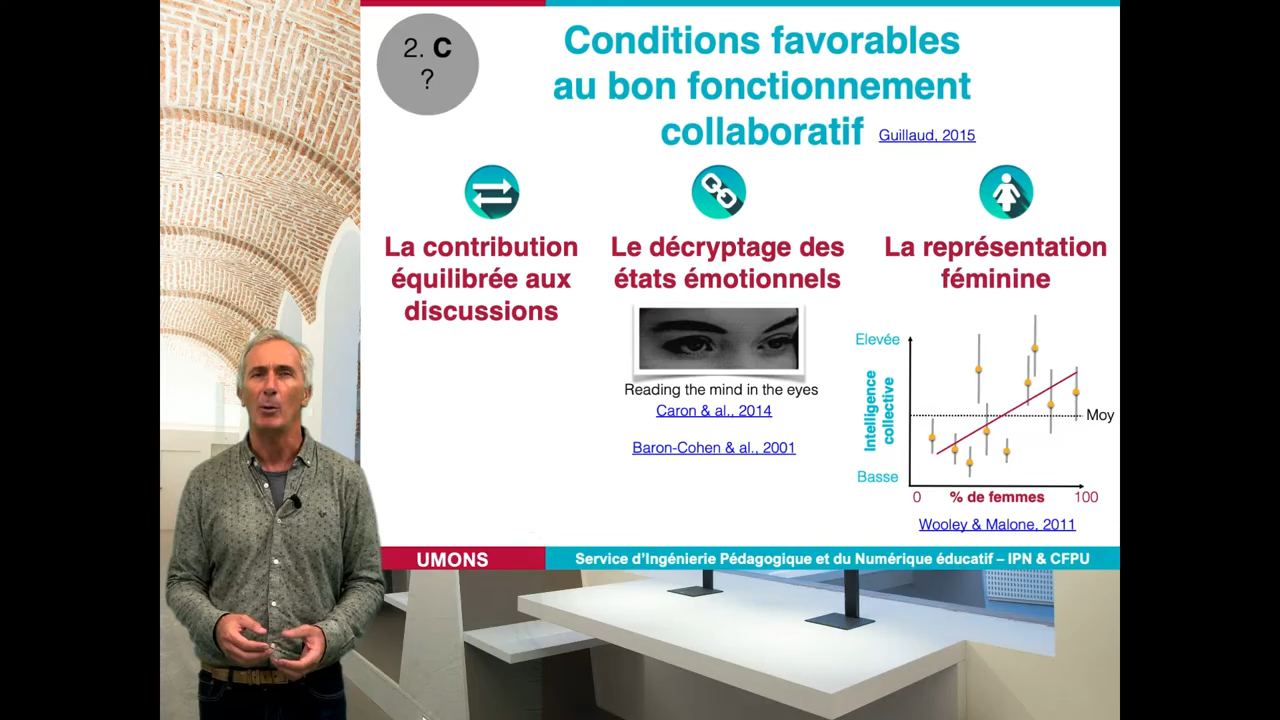 2. C
?
Conditions favorables
au bon fonctionnement
collaboratif Guillaud, 2015
La contribution
équilibrée aux
discussions
Le décryptage des
états émotionnels
Reading the mind in the eyes
Caron & al., 2014
Baron-Cohen & al., 2001
La représentation
féminine
Elevée
Intelligence
collective
Moy
Basse
0 % de femmes 100
Wooley & Malone, 2011
UMONS
Service d'Ingénierie Pédagogique et du Numérique éducatif – IPN & CFPU